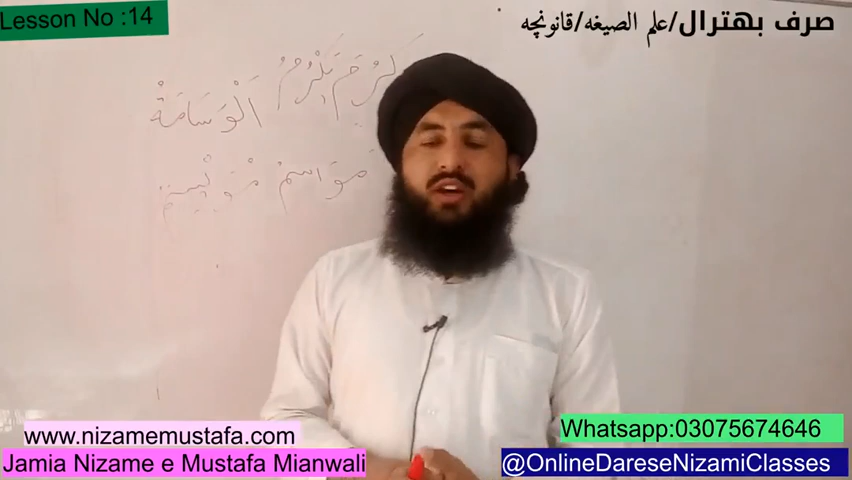 Lesson No :14
صرف بهترال/علم الصیغه/قانونچه
كَرُمَ يَكْرُمُ اَلْوَسَامَةْ
مَوَاسِمُ مُوَيْسِمٌ
www.nizamemustafa.com
Jamia Nizame e Mustafa Mianwali
Whatsapp:03075674646
@OnlineDareseNizamiClasses